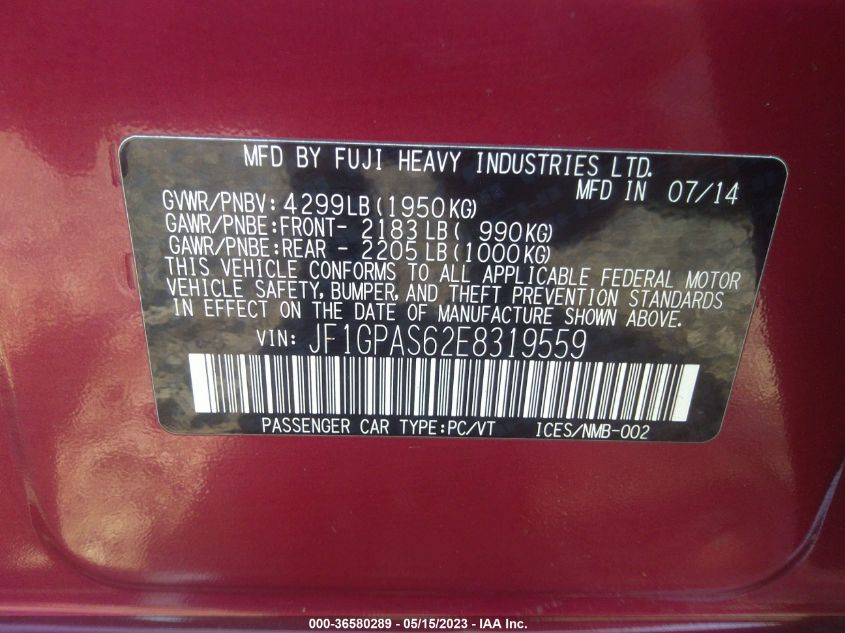 MFD BY FUJI HEAVY INDUSTRIES LTD.
MFD IN 07/14
GVWR/PNBV: 4299LB(1950KG)
GAWR/PNBE:FRONT- 2183LB( 990KG)
GAWR/PNBE:REAR - 2205LB(1000KG)
THIS VEHICLE CONFORMS TO ALL APPLICABLE FEDERAL MOTOR
VEHICLE SAFETY, BUMPER, AND THEFT PREVENTION STANDARDS
IN EFFECT ON THE DATE OF MANUFACTURE SHOWN ABOVE.
VIN: JF1GPAS62E8319559
PASSENGER CAR TYPE:PC/VT ICES/NMB-002
000-36580289 - 05/15/2023 - IAA Inc.